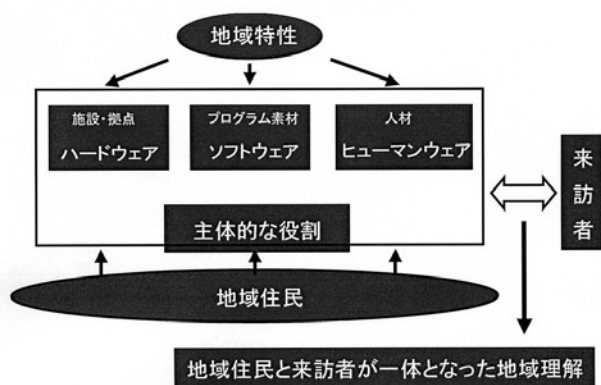 地域特性
施設・拠点
ハードウェア
プログラム素材
ソフトウェア
人材
ヒューマンウェア
来訪者
主体的な役割
地域住民
地域住民と来訪者が一体となった地域理解